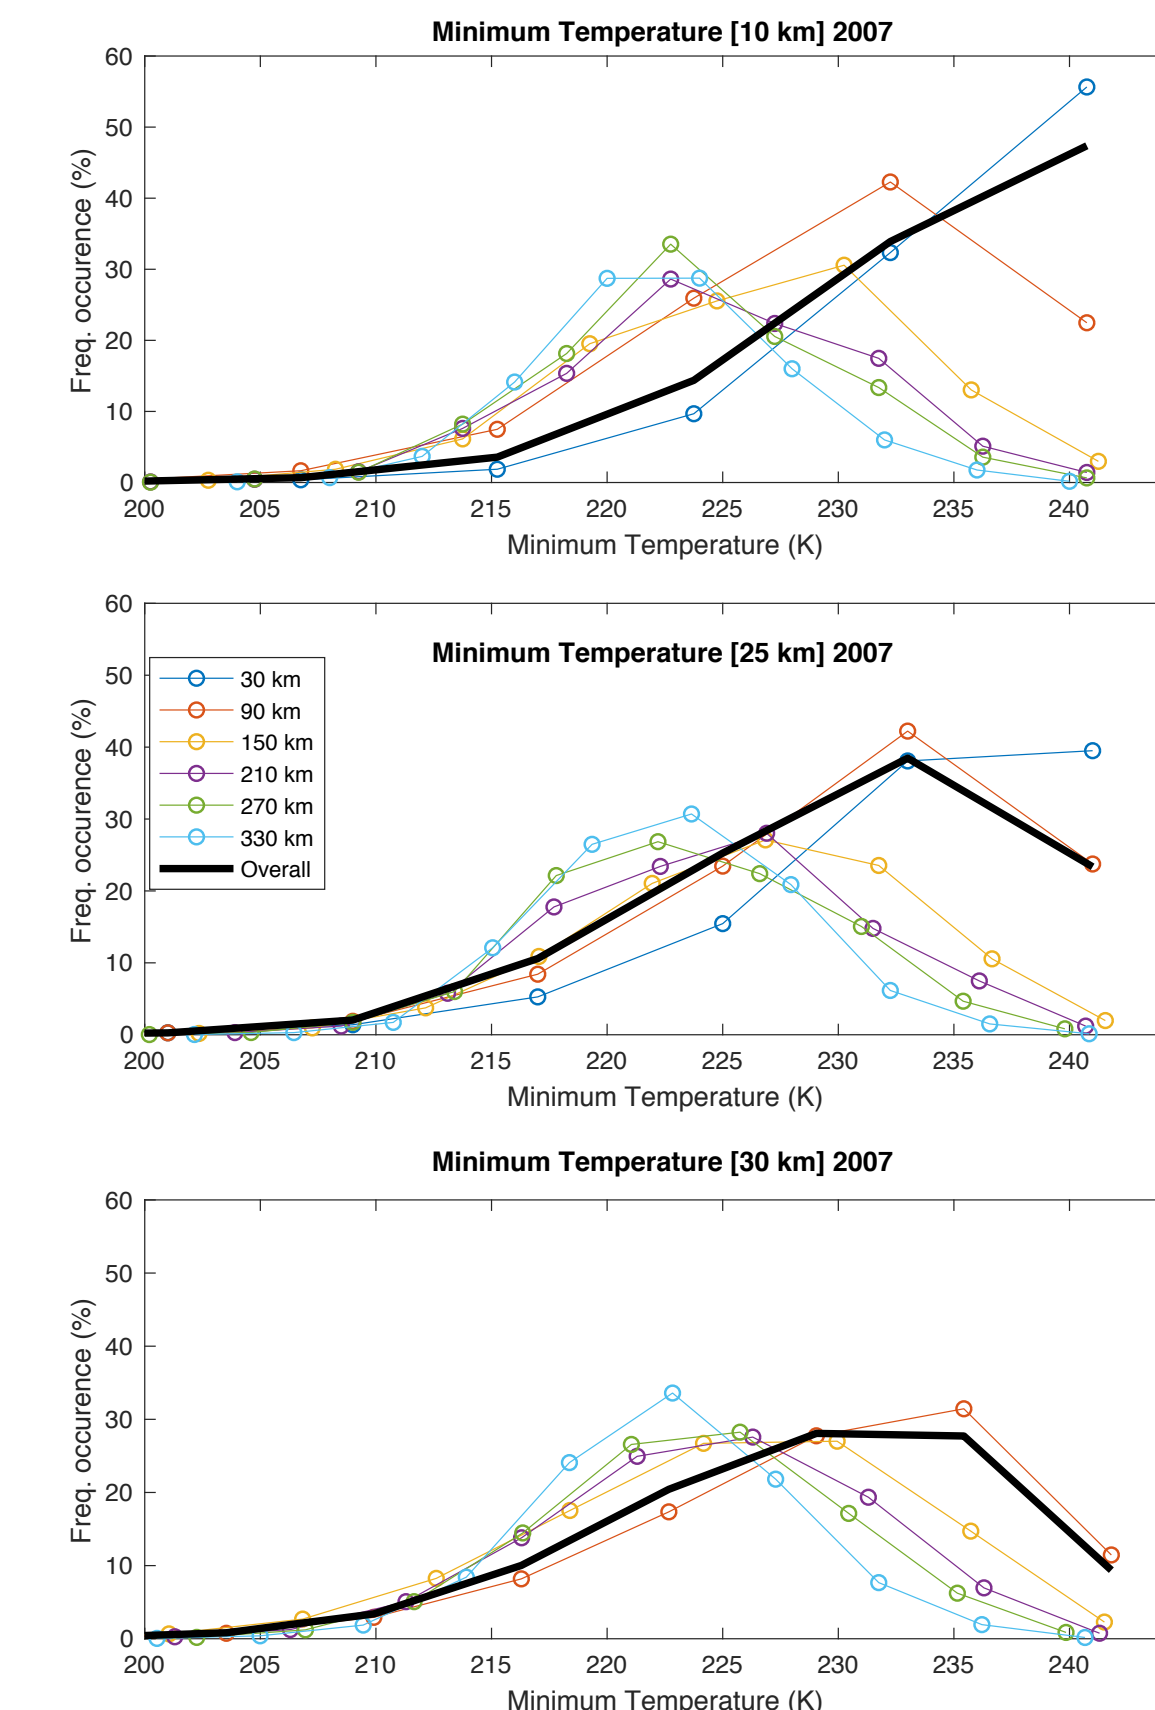 Minimum Temperature [10 km] 2007
60
50
40
30
20
10
0
Freq. occurence (%)
200 205 210 215 220 225 230 235 240
Minimum Temperature (K)
60
50
40
30
20
10
0
Freq. occurence (%)
Minimum Temperature [25 km] 2007
30 km
90 km
150 km
210 km
270 km
330 km
Overall
200 205 210 215 220 225 230 235 240
Minimum Temperature (K)
Minimum Temperature [30 km] 2007
60
50
40
30
20
10
0
Freq. occurence (%)
200 205 210 215 220 225 230 235 240
Minimum Temperature (K)